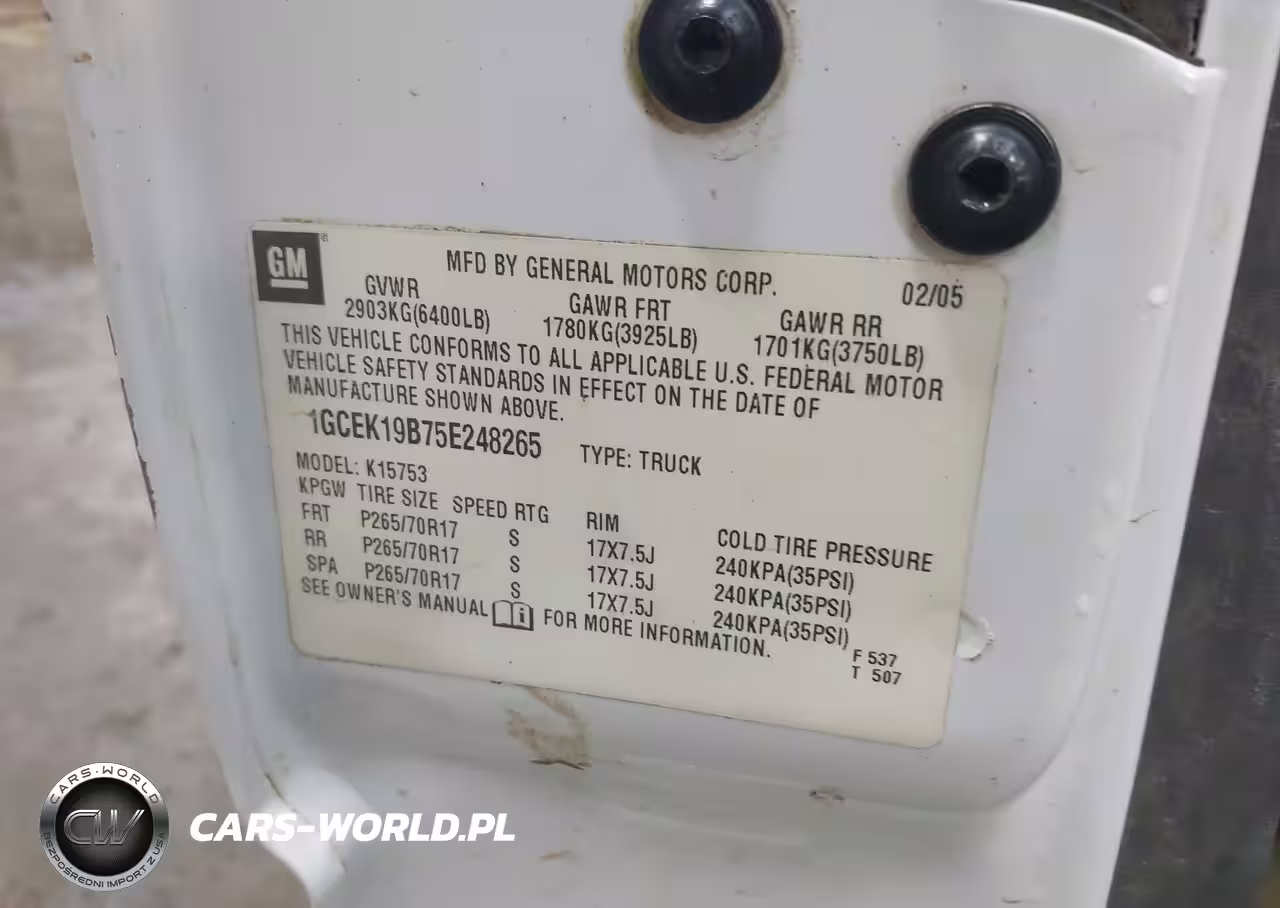 GM
MFD BY GENERAL MOTORS CORP. 02/05
GVWR GAWR FRT GAWR RR
2903KG(6400LB) 1780KG(3925LB) 1701KG(3750LB)
THIS VEHICLE CONFORMS TO ALL APPLICABLE U.S. FEDERAL MOTOR
VEHICLE SAFETY STANDARDS IN EFFECT ON THE DATE OF
MANUFACTURE SHOWN ABOVE.
1GCEK19B75E248265 TYPE: TRUCK
MODEL: K15753
KPGW TIRE SIZE SPEED RTG RIM COLD TIRE PRESSURE
FRT P265/70R17 S 17X7.5J 240KPA(35PSI)
RR P265/70R17 S 17X7.5J 240KPA(35PSI)
SPA P265/70R17 S 17X7.5J 240KPA(35PSI)
SEE OWNER'S MANUAL FOR MORE INFORMATION.
F 537
T 507
CARS-WORLD
CW
BEZPOŚREDNI IMPORT Z USA
CARS-WORLD.PL